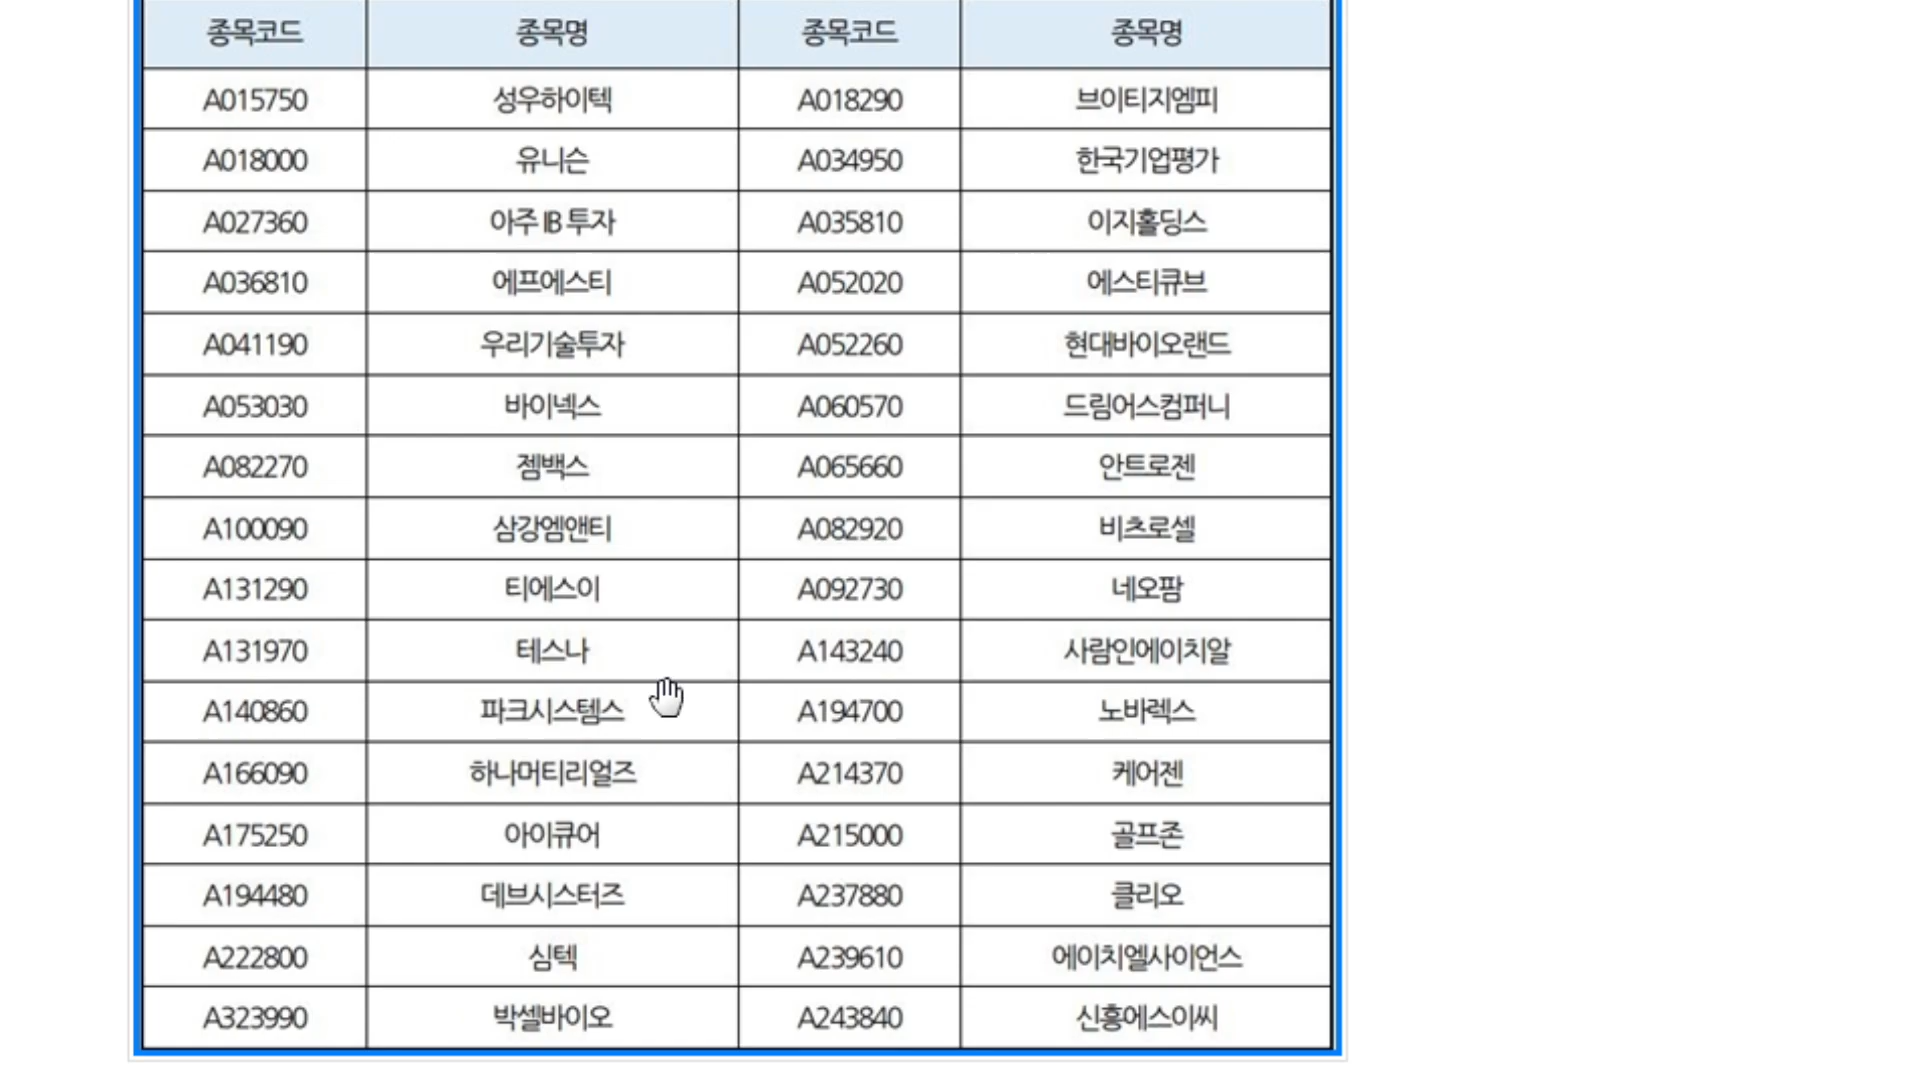 종목코드 종목명 종목코드 종목명
A015750 성우하이텍 A018290 브이티지엠피
A018000 유니슨 A034950 한국기업평가
A027360 아주 IB 투자 A035810 이지홀딩스
A036810 에프에스티 A052020 에스티큐브
A041190 우리기술투자 A052260 현대바이오랜드
A053030 바이넥스 A060570 드림어스컴퍼니
A082270 젬백스 A065660 안트로젠
A100090 삼강엠앤티 A082920 비츠로셀
A131290 티에스이 A092730 네오팜
A131970 테스나 A143240 사람인에이치알
A140860 파크시스템스 A194700 노바렉스
A166090 하나머티리얼즈 A214370 케어젠
A175250 아이큐어 A215000 골프존
A194480 데브시스터즈 A237880 클리오
A222800 심텍 A239610 에이치엘사이언스
A323990 박셀바이오 A243840 신흥에스이씨